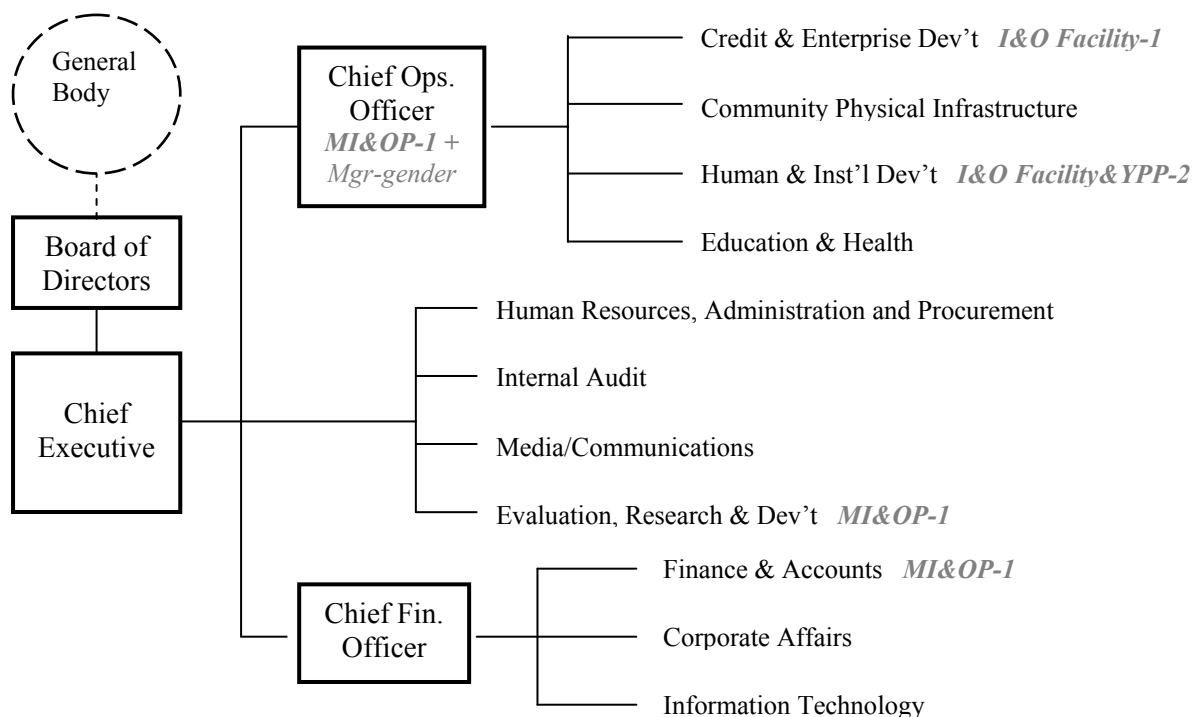 General
Body
Board of
Directors
Chief
Executive
Chief Ops.
Officer
MI&OP-1 +
Mgr-gender
Credit & Enterprise Dev’t I&O Facility-1
Community Physical Infrastructure
Human & Inst’l Dev’t I&O Facility&YPP-2
Education & Health
Human Resources, Administration and Procurement
Internal Audit
Media/Communications
Evaluation, Research & Dev’t MI&OP-1
Chief Fin.
Officer
Finance & Accounts MI&OP-1
Corporate Affairs
Information Technology